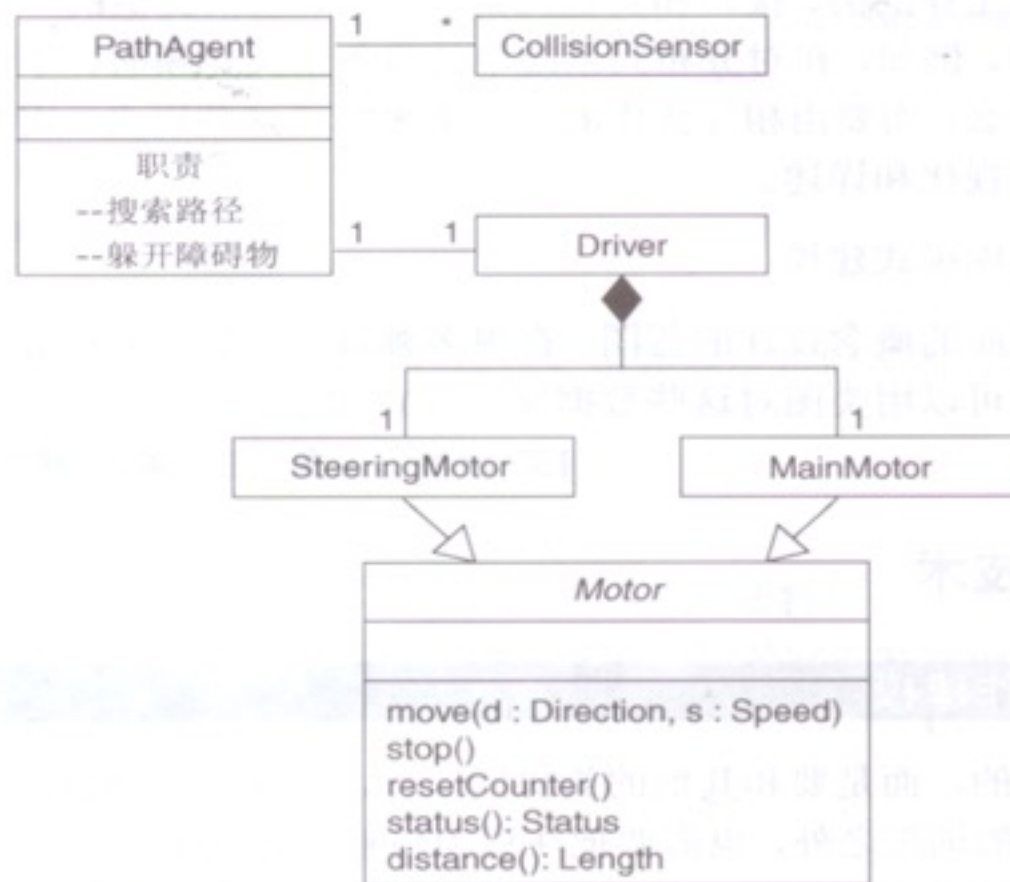 PathAgent
1
*
CollisionSensor
职责
--搜索路径
--躲开障碍物
1
1
Driver
1
1
SteeringMotor
MainMotor
Motor
move(d : Direction, s : Speed)
stop()
resetCounter()
status(): Status
distance(): Length